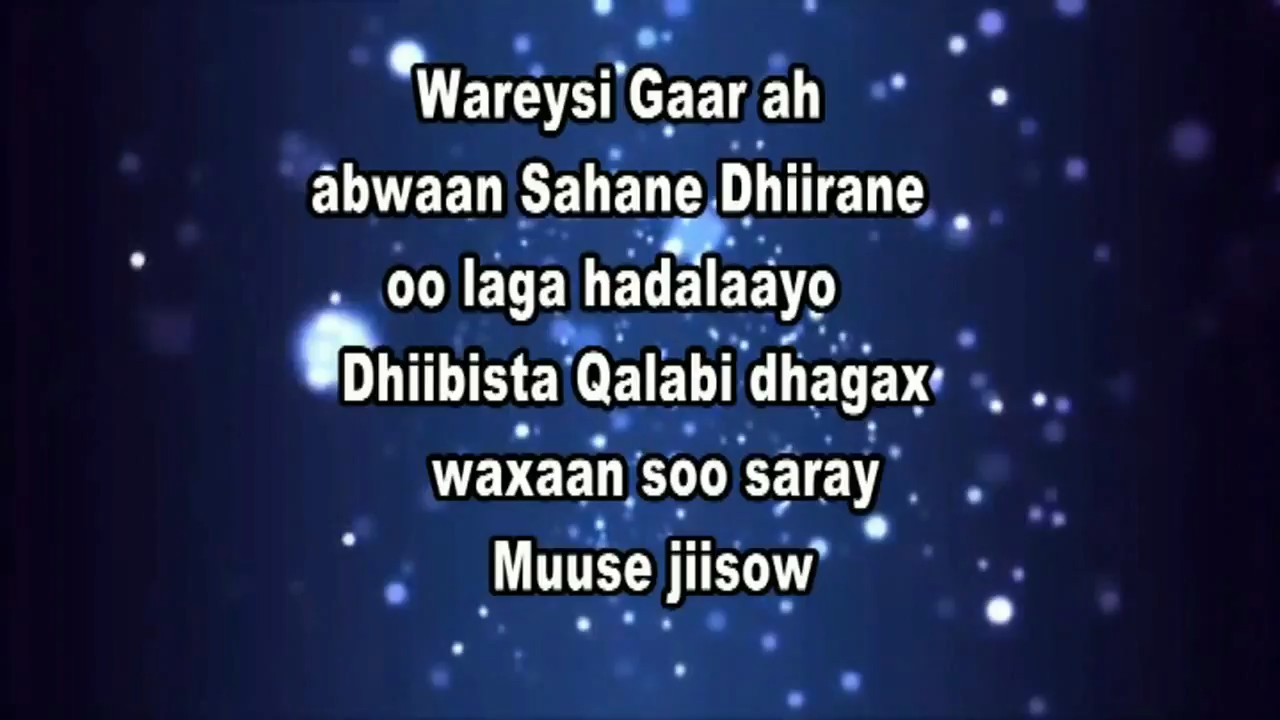 Wareysi Gaar ah
abwaan Sahane Dhiirane
oo laga hadalaayo
Dhiibista Qalabi dhagax
waxaan soo saray
Muuse jiisow